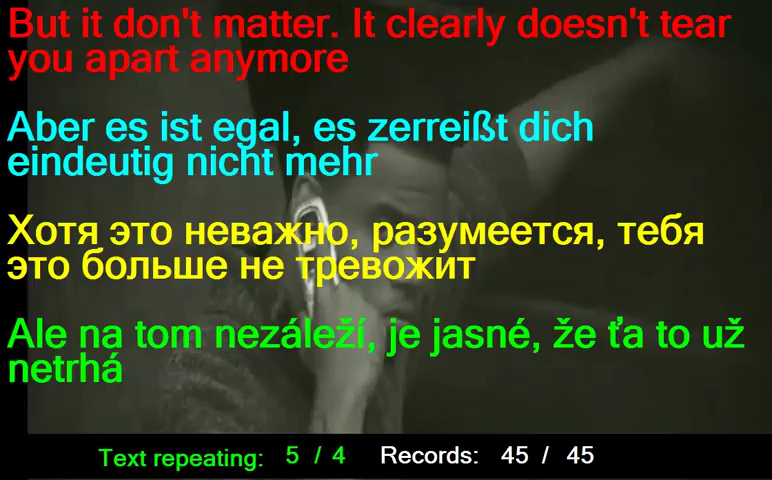 But it don't matter. It clearly doesn't tear
you apart anymore
Aber es ist egal, es zerreißt dich
eindeutig nicht mehr
Хотя это неважно, разумеется, тебя
это больше не тревожит
Ale na tom nezáleží, je jasné, že ťa to už
netrhá
Text repeating: 5 / 4 Records: 45 / 45